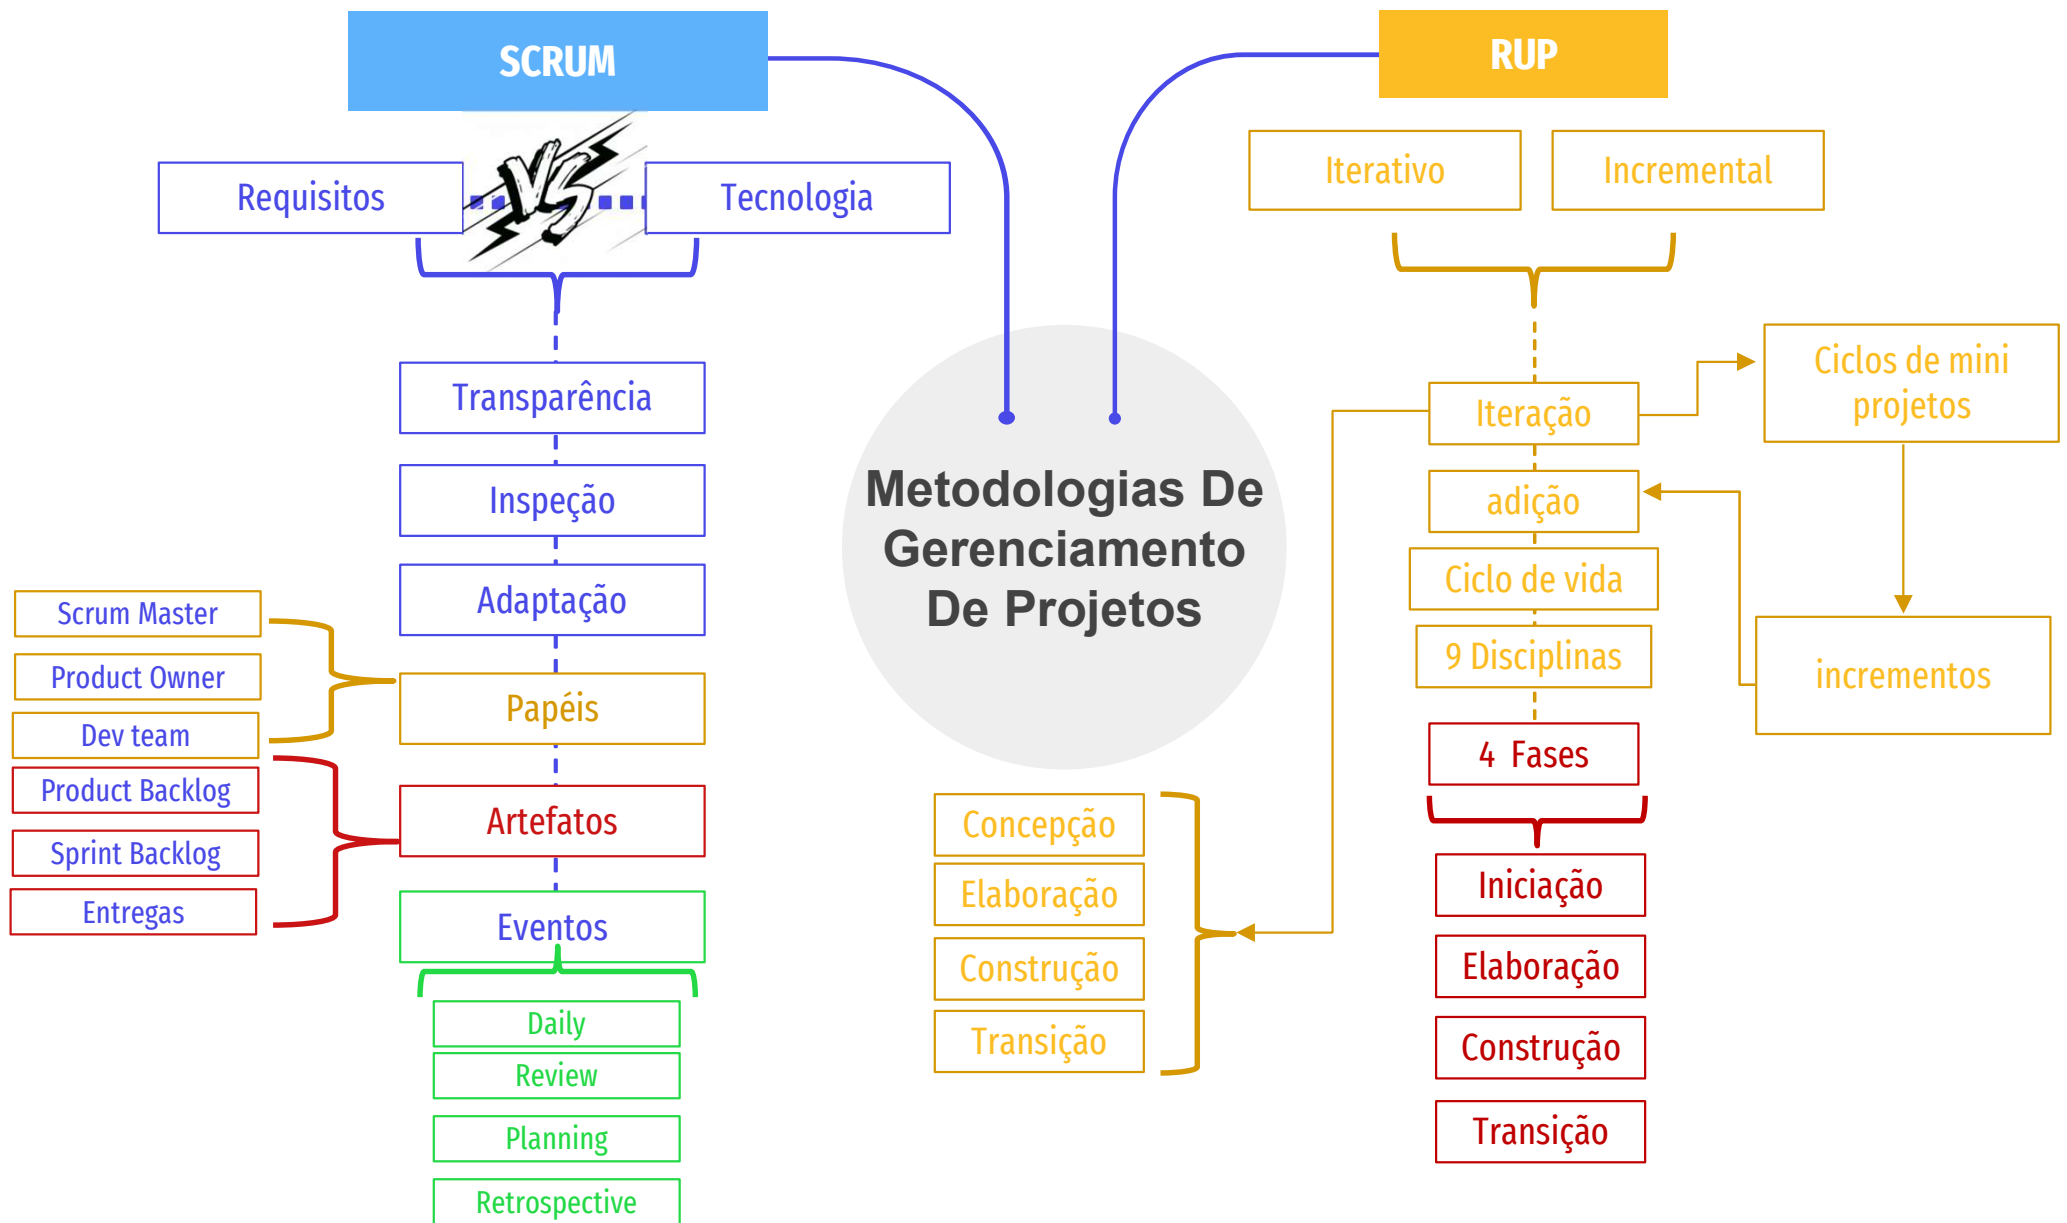 SCRUM
VS
Requisitos
Tecnologia
Transparência
Inspeção
Adaptação
Scrum Master
Product Owner
Dev team
Papéis
Product Backlog
Sprint Backlog
Entregas
Artefatos
Eventos
Daily
Review
Planning
Retrospective
Metodologias De
Gerenciamento
De Projetos
RUP
Iterativo
Incremental
Iteração
Ciclos de mini
projetos
adição
Ciclo de vida
9 Disciplinas
incrementos
4 Fases
Concepção
Elaboração
Construção
Transição
Iniciação
Elaboração
Construção
Transição